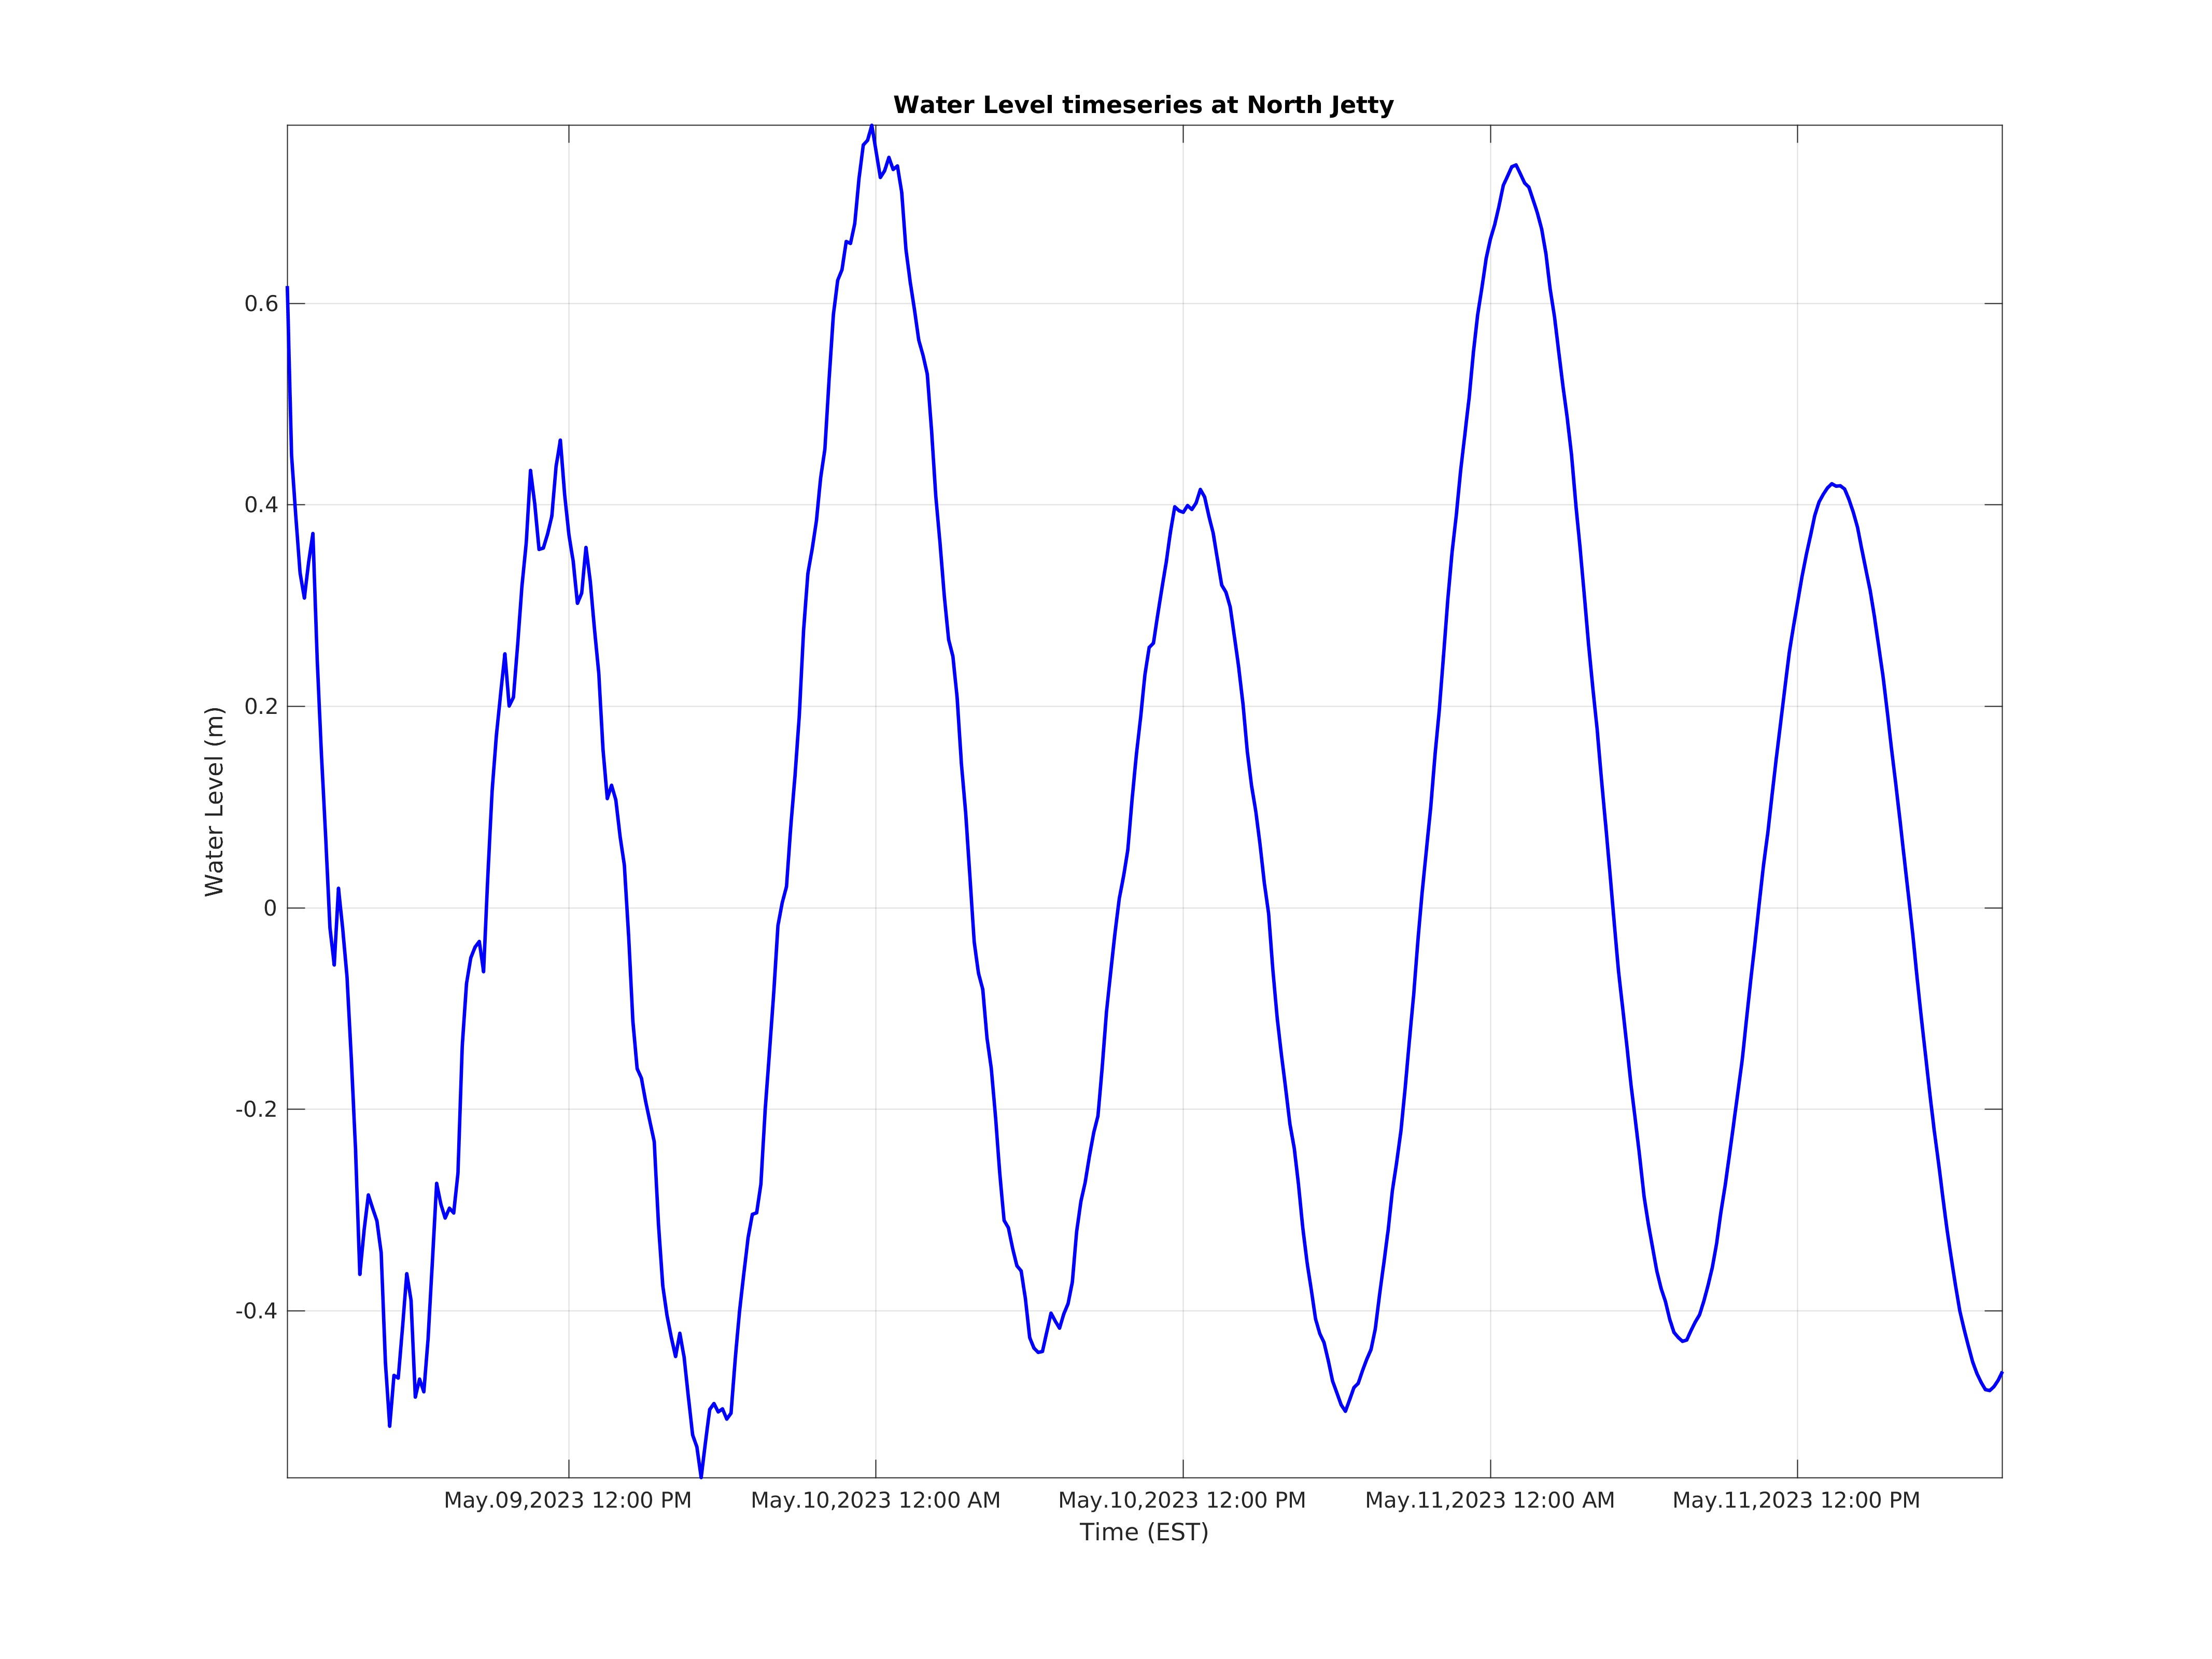 Water Level timeseries at North Jetty
0.6
0.4
0.2
0
-0.2
-0.4
Water Level (m)
May.09,2023 12:00 PM
May.10,2023 12:00 AM
May.10,2023 12:00 PM
May.11,2023 12:00 AM
May.11,2023 12:00 PM
Time (EST)